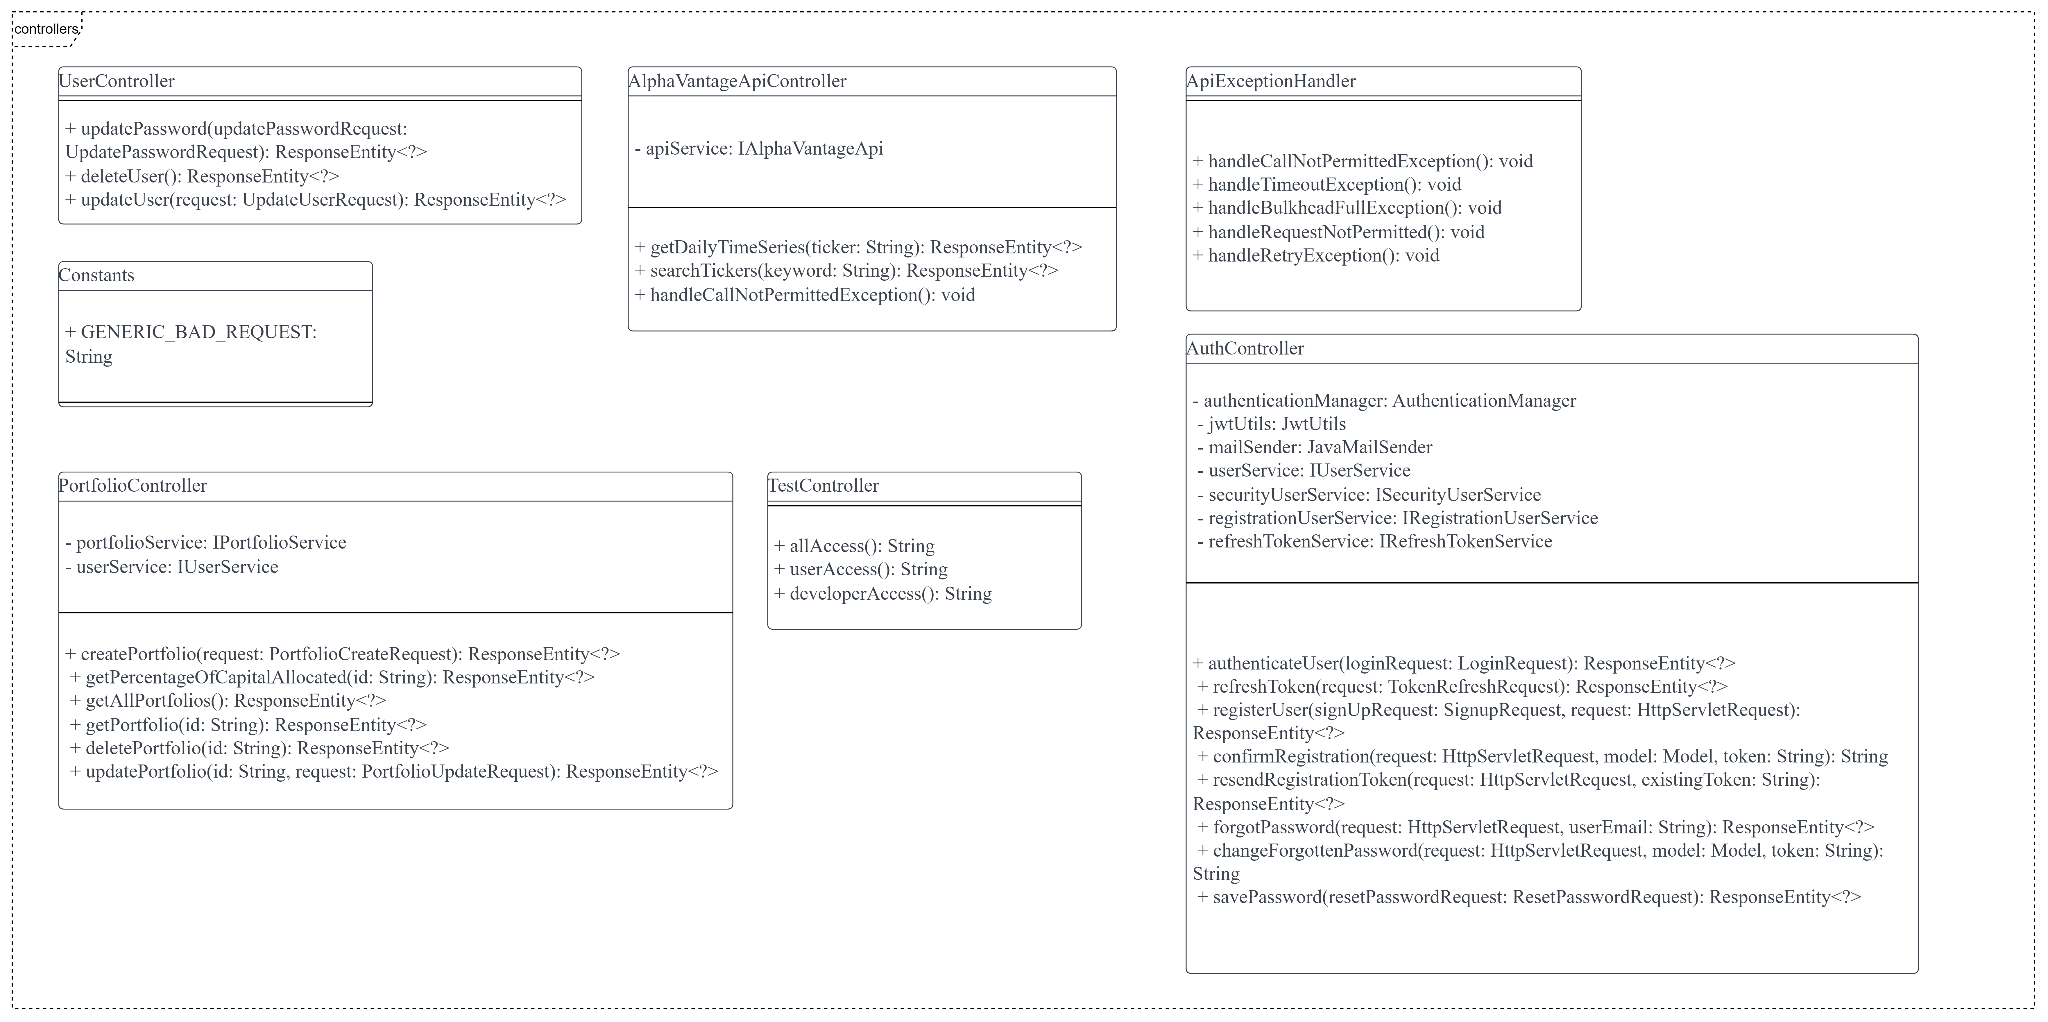 controllers
UserController
+ updatePassword(updatePasswordRequest:
UpdatePasswordRequest): ResponseEntity<?>
+ deleteUser(): ResponseEntity<?>
+ updateUser(request: UpdateUserRequest): ResponseEntity<?>
AlphaVantageApiController
- apiService: IAlphaVantageApi
+ getDailyTimeSeries(ticker: String): ResponseEntity<?>
+ searchTickers(keyword: String): ResponseEntity<?>
+ handleCallNotPermittedException(): void
ApiExceptionHandler
+ handleCallNotPermittedException(): void
+ handleTimeoutException(): void
+ handleBulkheadFullException(): void
+ handleRequestNotPermitted(): void
+ handleRetryException(): void
Constants
+ GENERIC_BAD_REQUEST:
String
AuthController
- authenticationManager: AuthenticationManager
- jwtUtils: JwtUtils
- mailSender: JavaMailSender
- userService: IUserService
- securityUserService: ISecurityUserService
- registrationUserService: IRegistrationUserService
- refreshTokenService: IRefreshTokenService
+ authenticateUser(loginRequest: LoginRequest): ResponseEntity<?>
+ refreshToken(request: TokenRefreshRequest): ResponseEntity<?>
+ registerUser(signUpRequest: SignupRequest, request: HttpServletRequest):
ResponseEntity<?>
+ confirmRegistration(request: HttpServletRequest, model: Model, token: String): String
+ resendRegistrationToken(request: HttpServletRequest, existingToken: String):
ResponseEntity<?>
+ forgotPassword(request: HttpServletRequest, userEmail: String): ResponseEntity<?>
+ changeForgottenPassword(request: HttpServletRequest, model: Model, token: String):
String
+ savePassword(resetPasswordRequest: ResetPasswordRequest): ResponseEntity<?>
PortfolioController
- portfolioService: IPortfolioService
- userService: IUserService
+ createPortfolio(request: PortfolioCreateRequest): ResponseEntity<?>
+ getPercentageOfCapitalAllocated(id: String): ResponseEntity<?>
+ getAllPortfolios(): ResponseEntity<?>
+ getPortfolio(id: String): ResponseEntity<?>
+ deletePortfolio(id: String): ResponseEntity<?>
+ updatePortfolio(id: String, request: PortfolioUpdateRequest): ResponseEntity<?>
TestController
+ allAccess(): String
+ userAccess(): String
+ developerAccess(): String